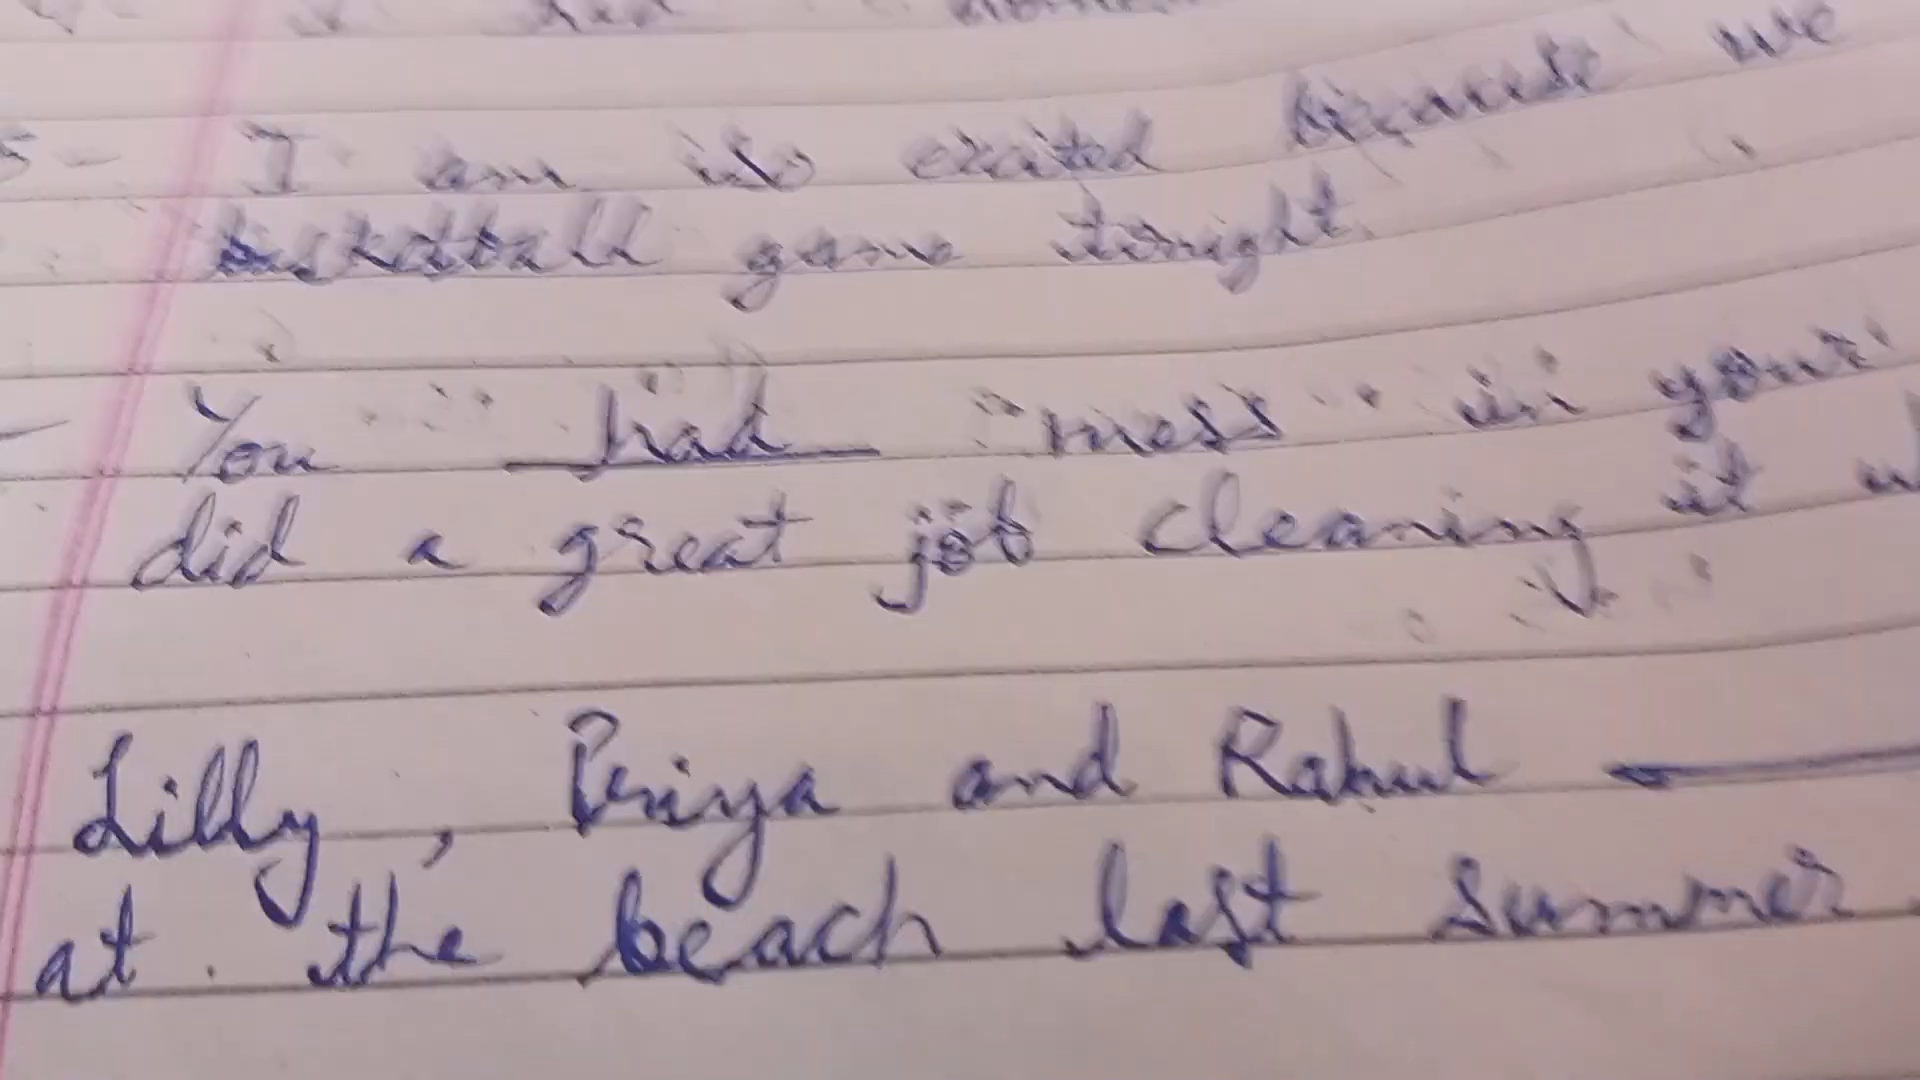 5- I am so excited because we
basketball game tonight.
- You had mess in your
did a great job cleaning it
Lilly, Priya and Rahul
at the beach last summer.